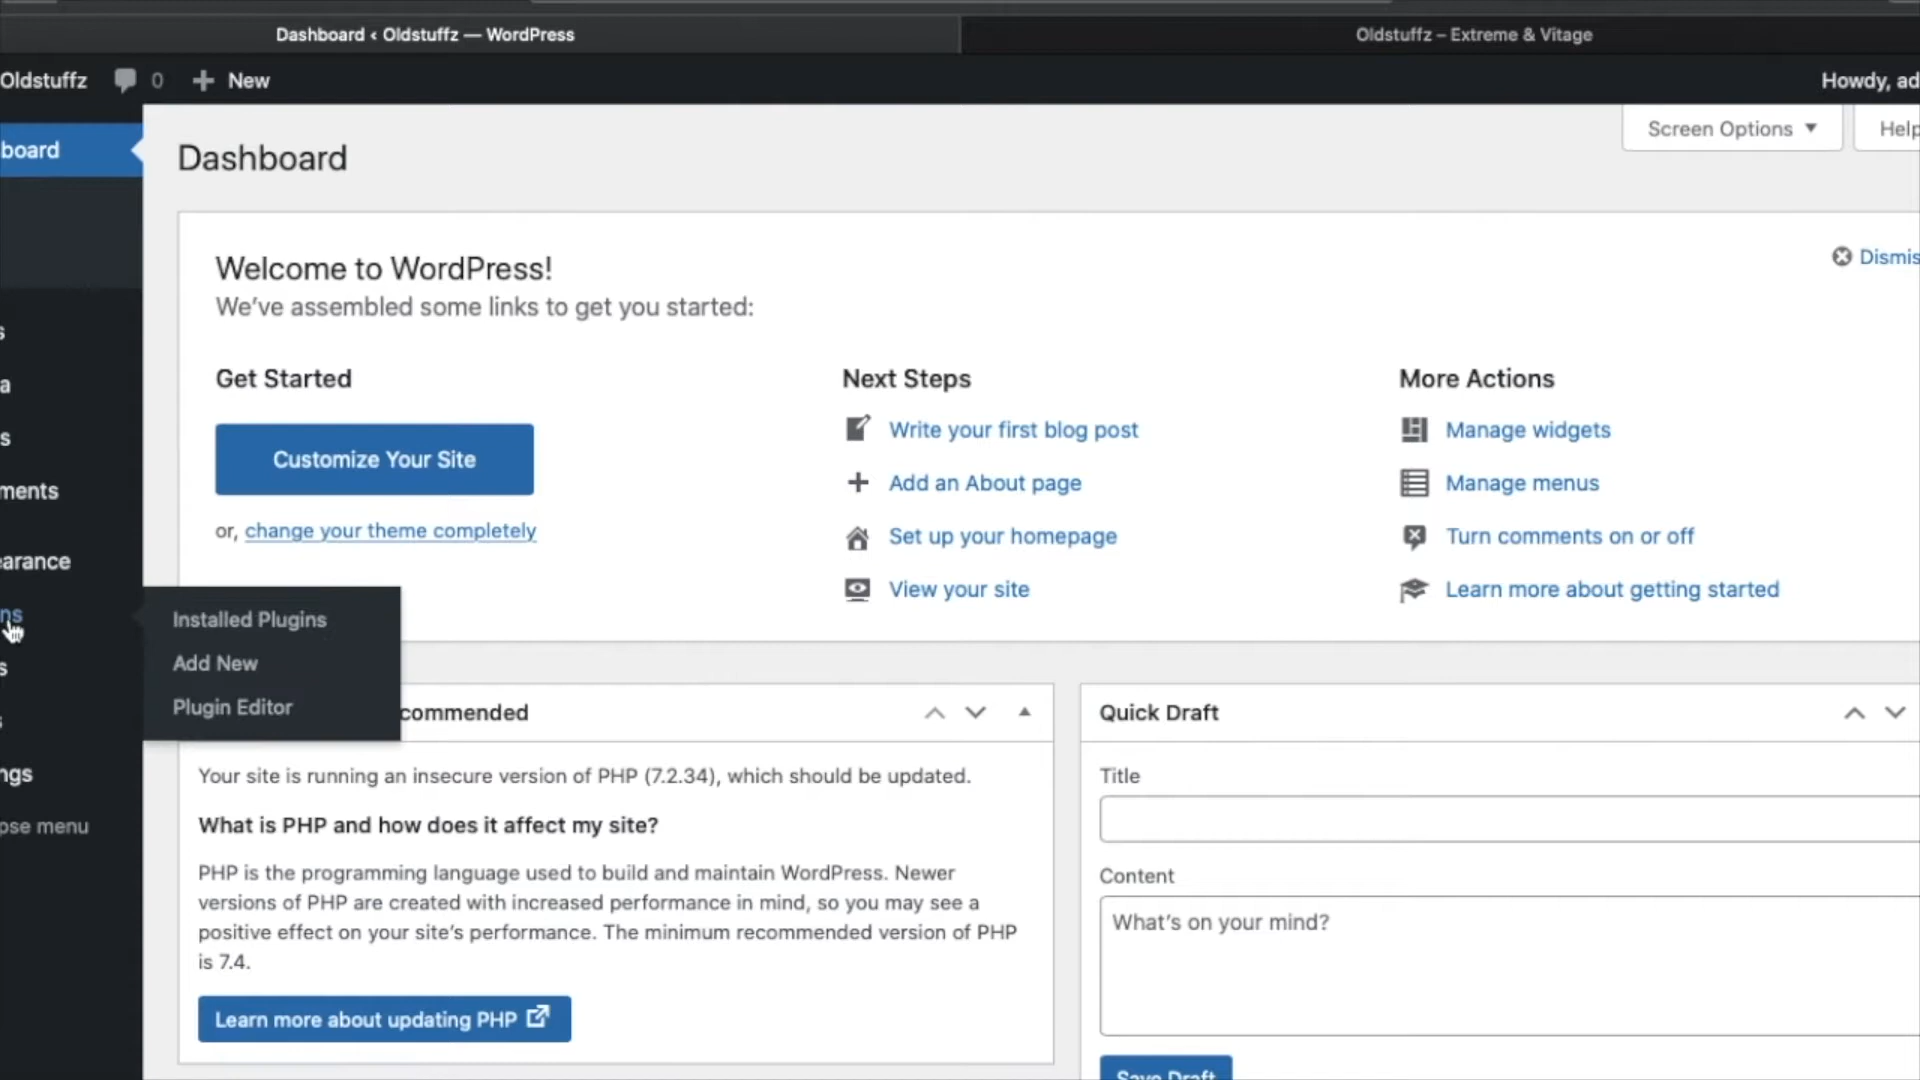 Dashboard ‹ Oldstuffz — WordPress
Oldstuffz – Extreme & Vitage
Oldstuffz
0
New
Howdy, ad
board
Screen Options
Help
Dashboard
Welcome to WordPress!
Dismis
We've assembled some links to get you started:
s
a
s
ments
earance
ns
s
s
ngs
pse menu
Get Started
Customize Your Site
or, change your theme completely
Next Steps
Write your first blog post
Add an About page
Set up your homepage
View your site
More Actions
Manage widgets
Manage menus
Turn comments on or off
Learn more about getting started
Installed Plugins
Add New
Plugin Editor
commended
Your site is running an insecure version of PHP (7.2.34), which should be updated.
What is PHP and how does it affect my site?
PHP is the programming language used to build and maintain WordPress. Newer
versions of PHP are created with increased performance in mind, so you may see a
positive effect on your site's performance. The minimum recommended version of PHP
is 7.4.
Learn more about updating PHP
Quick Draft
Title
Content
What's on your mind?
Save Draft